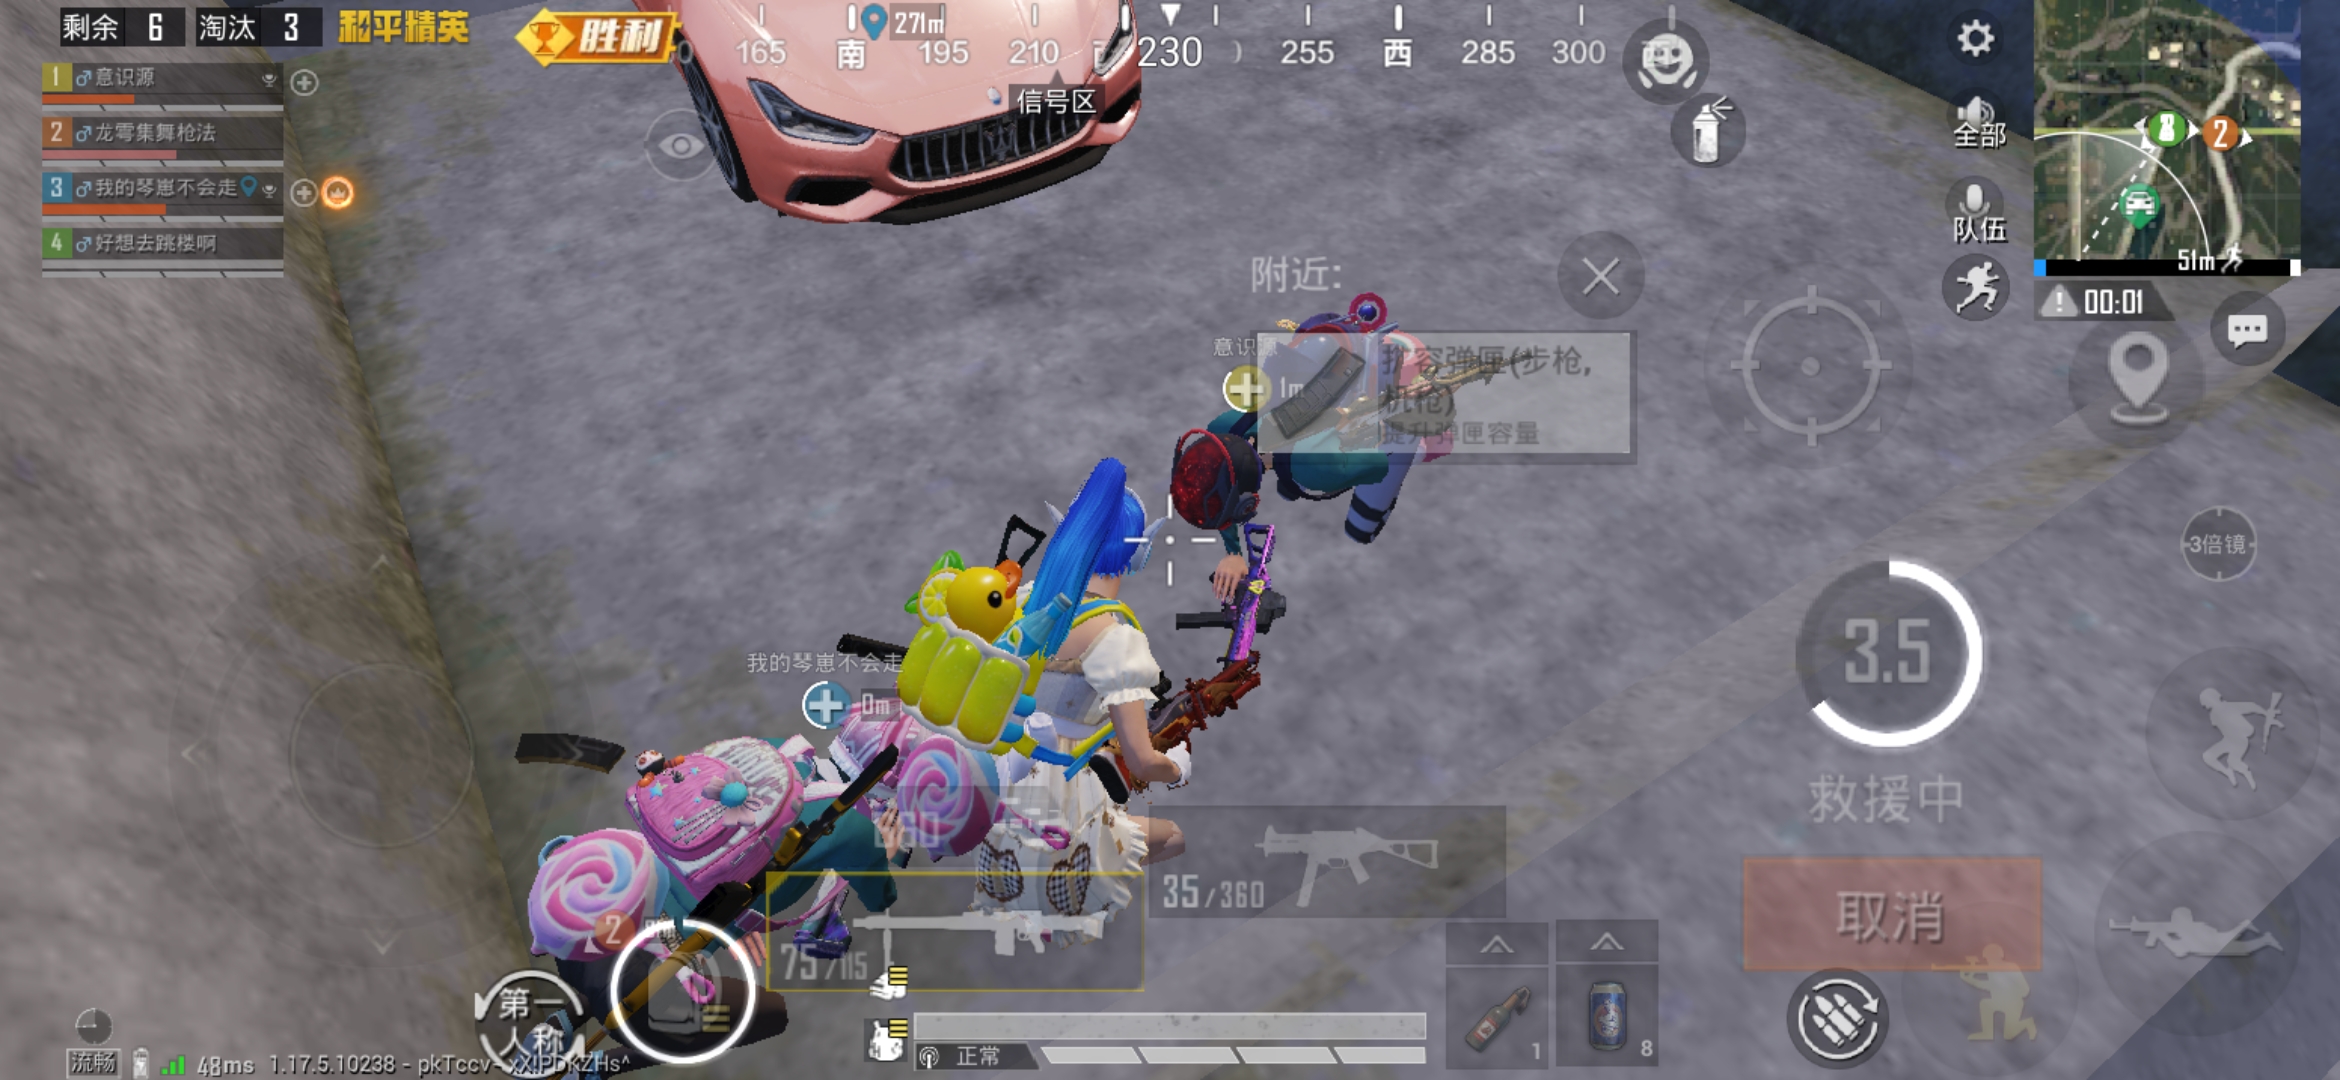 剩余 6 淘汰 3 和平精英
胜利
271m
165 南 195 210 230 255 西 285 300
信号区
1 意识源
2 龙雩集舞枪法
3 我的琴崽不会走
4 好想去跳楼啊
全部
队伍
8 2
51m
00:01
附近:
意识源
1m
扩容弹匣(步枪,
机枪)
提升弹匣容量
3倍镜
3.5
救援中
取消
我的琴崽不会走
0m
35/360
75/115
2
1
8
第一
人称
正常
流畅 48ms 1.17.5.10238 - pkTccv-xXlPDKZHs^